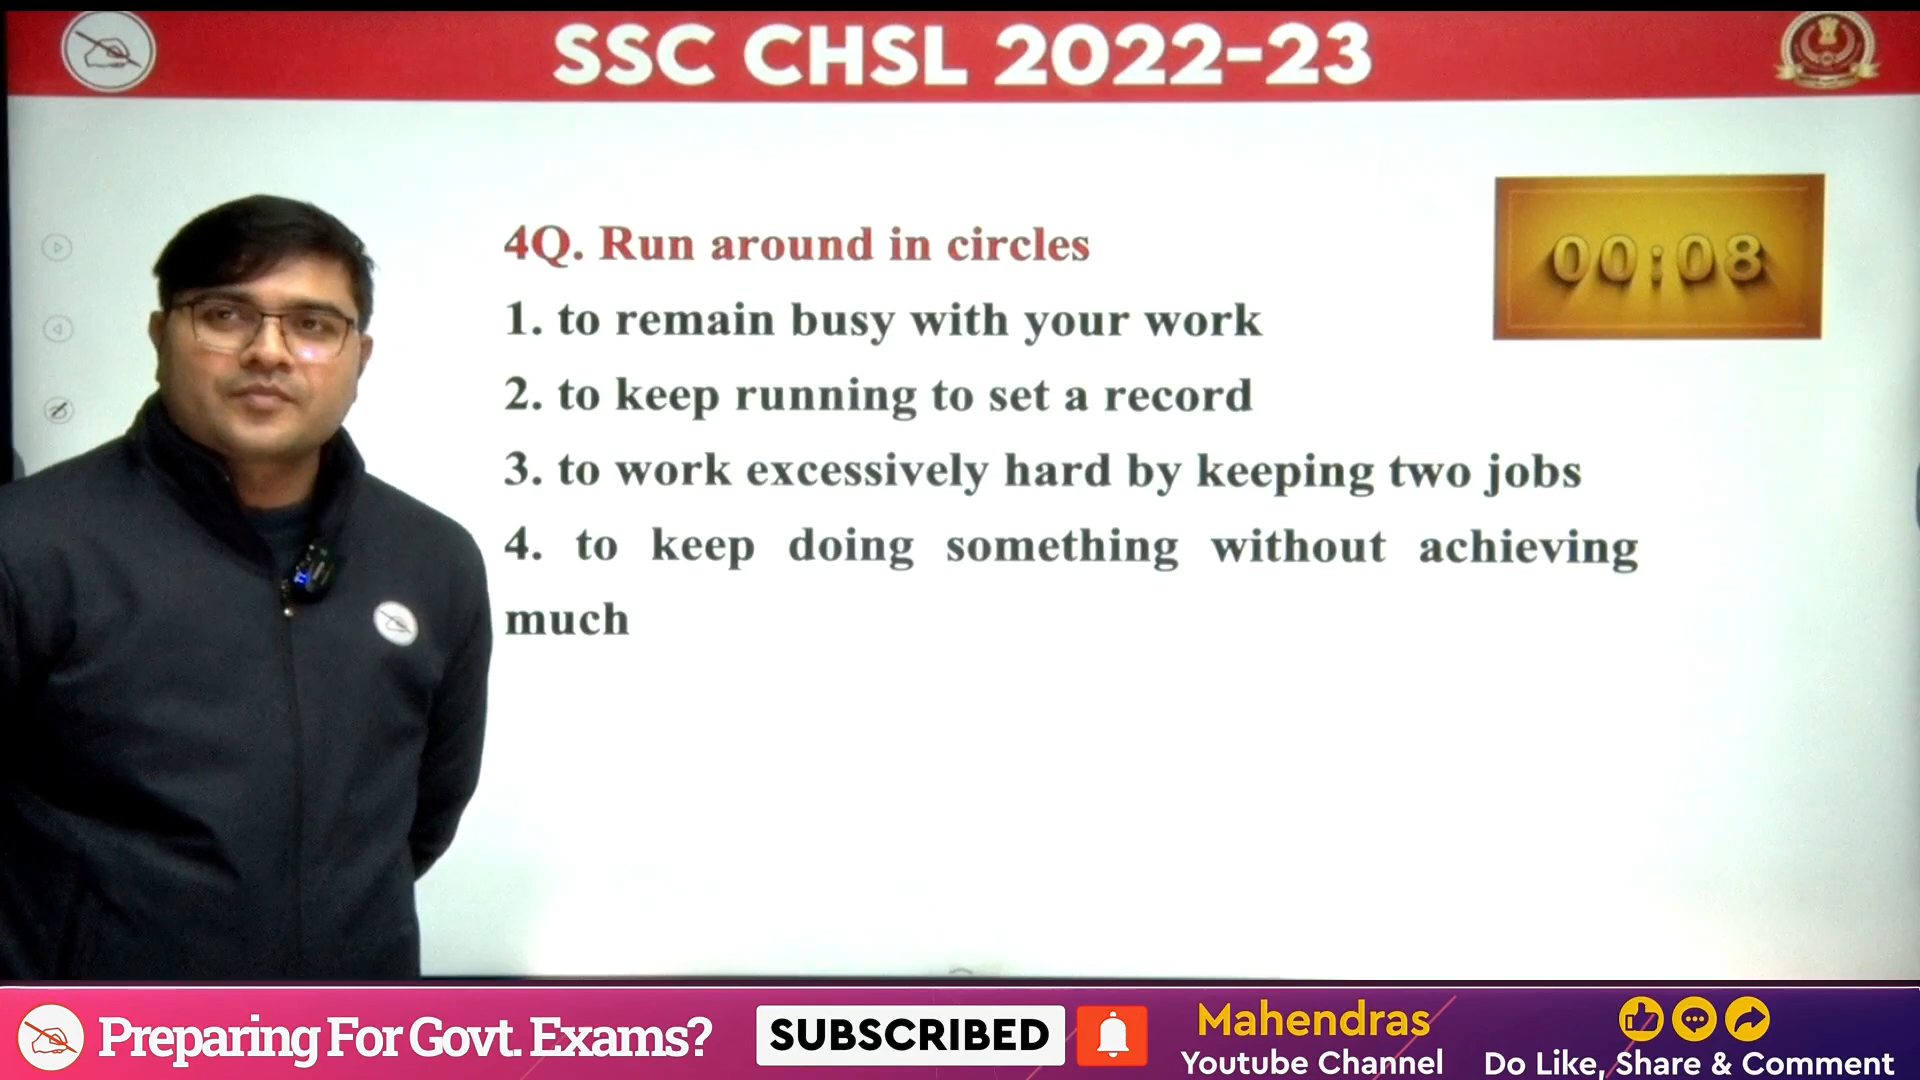 SSC CHSL 2022-23
00:08
4Q. Run around in circles
1. to remain busy with your work
2. to keep running to set a record
3. to work excessively hard by keeping two jobs
4. to keep doing something without achieving
much
Preparing For Govt. Exams?
SUBSCRIBED
Mahendras
Youtube Channel
Do Like, Share & Comment